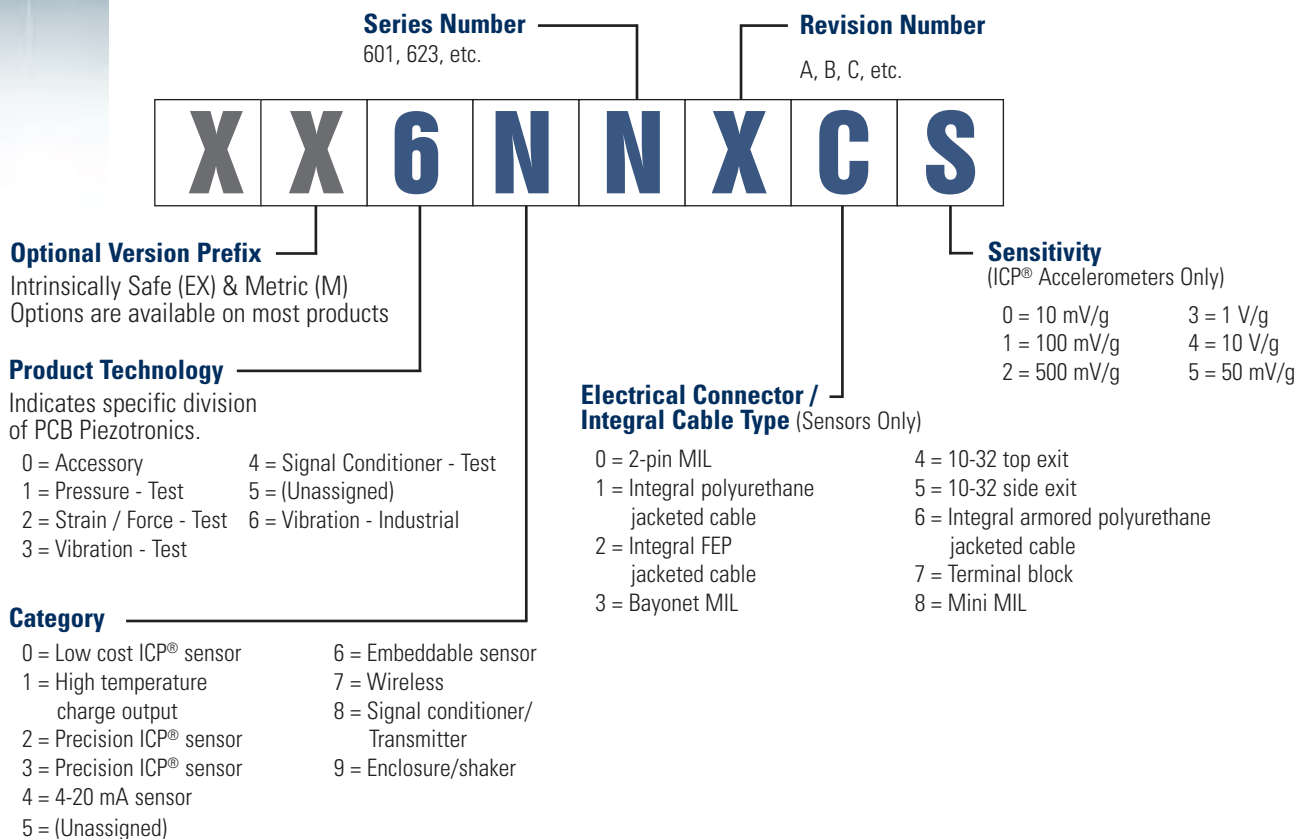 Series Number
601, 623, etc.
Revision Number
A, B, C, etc.
X X 6 N N X C S
Optional Version Prefix
Intrinsically Safe (EX) & Metric (M)
Options are available on most products
Product Technology
Indicates specific division
of PCB Piezotronics.
0 = Accessory
1 = Pressure - Test
2 = Strain / Force - Test
3 = Vibration - Test
4 = Signal Conditioner - Test
5 = (Unassigned)
6 = Vibration - Industrial
Category
0 = Low cost ICP® sensor
1 = High temperature
charge output
2 = Precision ICP® sensor
3 = Precision ICP® sensor
4 = 4-20 mA sensor
5 = (Unassigned)
6 = Embeddable sensor
7 = Wireless
8 = Signal conditioner/
Transmitter
9 = Enclosure/shaker
Electrical Connector /
Integral Cable Type (Sensors Only)
0 = 2-pin MIL
1 = Integral polyurethane
jacketed cable
2 = Integral FEP
jacketed cable
3 = Bayonet MIL
4 = 10-32 top exit
5 = 10-32 side exit
6 = Integral armored polyurethane
jacketed cable
7 = Terminal block
8 = Mini MIL
Sensitivity
(ICP® Accelerometers Only)
0 = 10 mV/g
1 = 100 mV/g
2 = 500 mV/g
3 = 1 V/g
4 = 10 V/g
5 = 50 mV/g